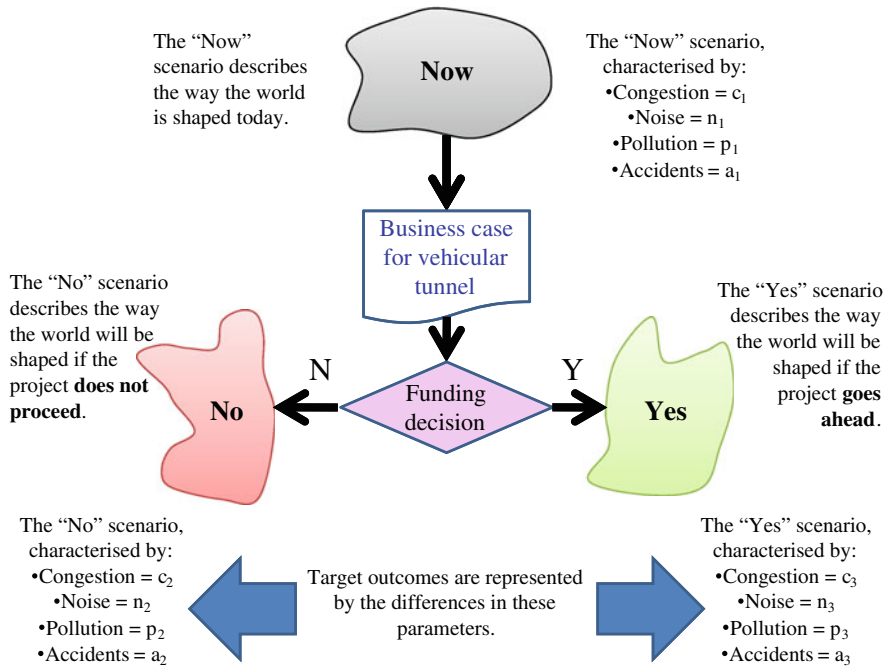 The “Now”
scenario describes
the way the world
is shaped today.
Now
The “Now” scenario,
characterised by:
•Congestion = c₁
•Noise = n₁
•Pollution = p₁
•Accidents = a₁
Business case
for vehicular
tunnel
The “No” scenario
describes the way
the world will be
shaped if the
project does not
proceed.
No
N
Funding
decision
Y
Yes
The “Yes” scenario
describes the way
the world will be
shaped if the
project goes
ahead.
The “No” scenario,
characterised by:
•Congestion = c₂
•Noise = n₂
•Pollution = p₂
•Accidents = a₂
Target outcomes are represented
by the differences in these
parameters.
The “Yes” scenario,
characterised by:
•Congestion = c₃
•Noise = n₃
•Pollution = p₃
•Accidents = a₃